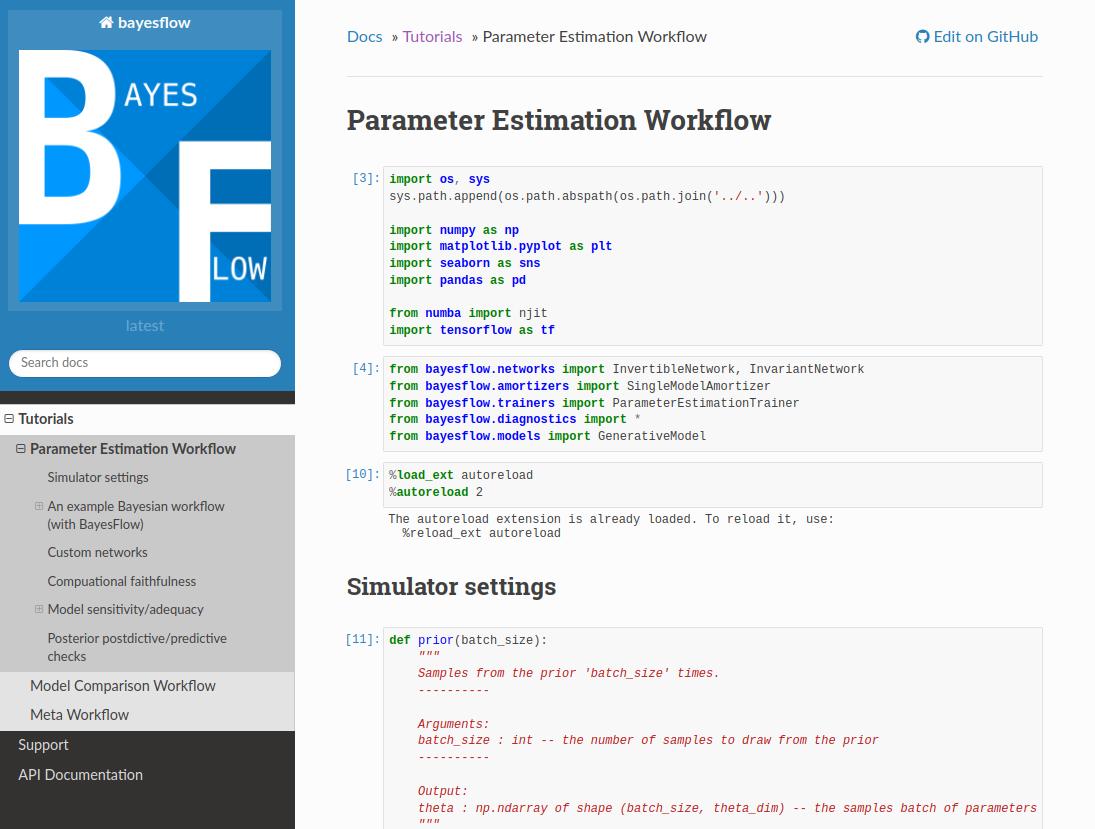 bayesflow
BAYES
FLOW
latest
Search docs
Tutorials
Parameter Estimation Workflow
Simulator settings
An example Bayesian workflow
(with BayesFlow)
Custom networks
Compuational faithfulness
Model sensitivity/adequacy
Posterior postdictive/predictive
checks
Model Comparison Workflow
Meta Workflow
Support
API Documentation
Docs » Tutorials » Parameter Estimation Workflow
Edit on GitHub
Parameter Estimation Workflow
[3]:
import os, sys
sys.path.append(os.path.abspath(os.path.join('../..')))
import numpy as np
import matplotlib.pyplot as plt
import seaborn as sns
import pandas as pd
from numba import njit
import tensorflow as tf
[4]:
from bayesflow.networks import InvertibleNetwork, InvariantNetwork
from bayesflow.amortizers import SingleModelAmortizer
from bayesflow.trainers import ParameterEstimationTrainer
from bayesflow.diagnostics import *
from bayesflow.models import GenerativeModel
[10]:
%load_ext autoreload
%autoreload 2
The autoreload extension is already loaded. To reload it, use:
  %reload_ext autoreload
Simulator settings
[11]:
def prior(batch_size):
    """
    Samples from the prior 'batch_size' times.
    ----------
    Arguments:
    batch_size : int -- the number of samples to draw from the prior
    ----------
    Output:
    theta : np.ndarray of shape (batch_size, theta_dim) -- the samples batch of parameters
    """